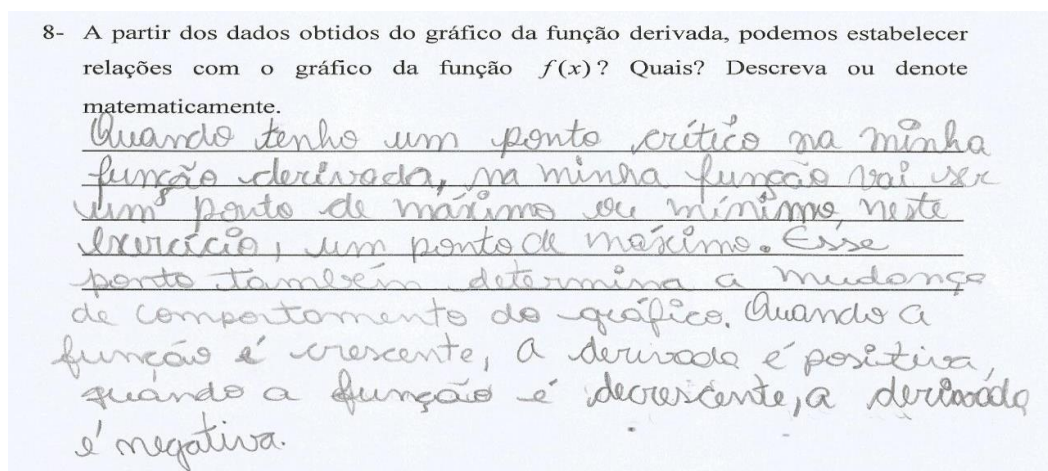 8- A partir dos dados obtidos do gráfico da função derivada, podemos estabelecer
relações com o gráfico da função f(x)? Quais? Descreva ou denote
matematicamente.
Quando tenho um ponto crítico na minha
função derivada, na minha função vai ser
um ponto de máximo ou mínimo, neste
exercício, um ponto de máximo. Esse
ponto também determina a mudança
de comportamento do gráfico. Quando a
função é crescente, a derivada é positiva,
quando a função é decrescente, a derivada
é negativa.